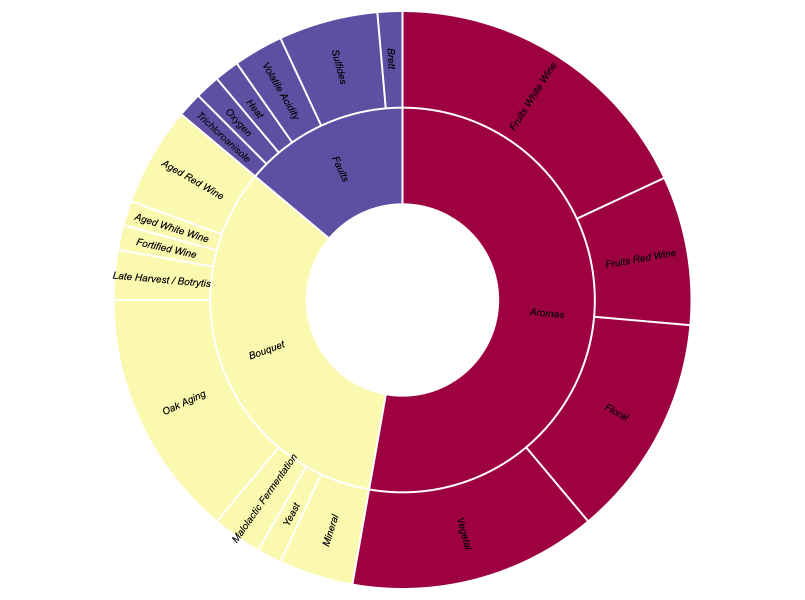 Fruits White Wine
Fruits Red Wine
Floral
Vegetal
Mineral
Yeast
Malolactic Fermentation
Oak Aging
Late Harvest / Botrytis
Fortified Wine
Aged White Wine
Aged Red Wine
Trichloroanisole
Oxygen
Heat
Volatile Acidity
Sulfides
Brett
Aromas
Bouquet
Faults